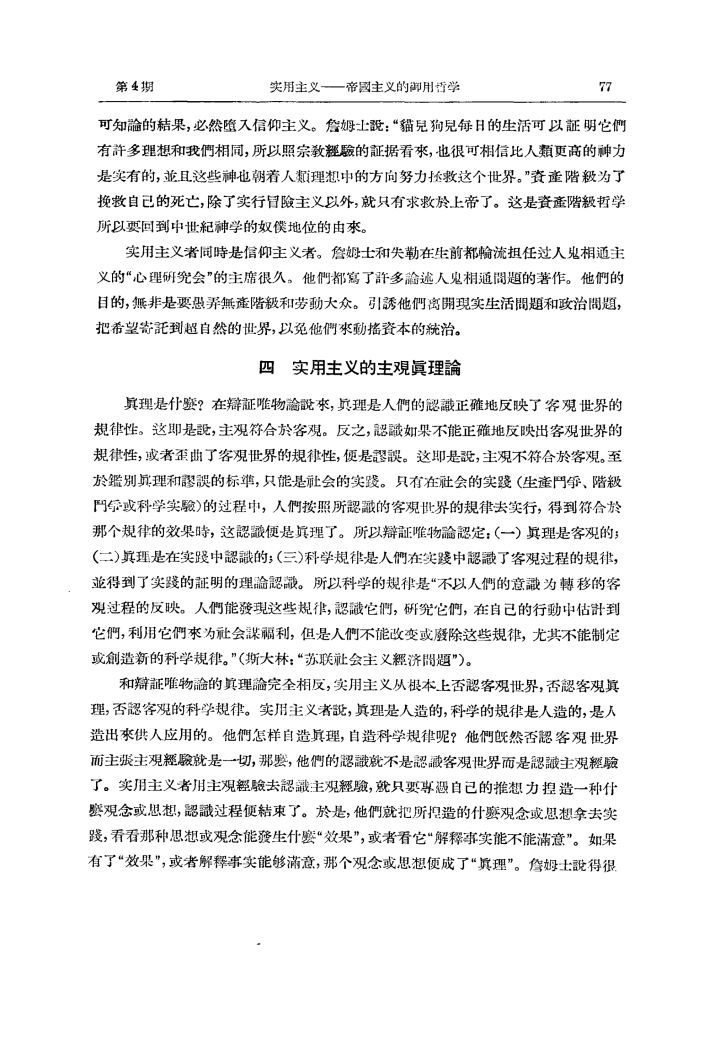 第4期 实用主义——帝國主义的御用哲学 77
可知論的結果,必然墮入信仰主义。詹姆士說:“貓兒狗兒每日的生活可以証明它們
有許多理想和我們相同,所以照宗教經驗的証据看來,也很可相信比人類更高的神力
是实有的,並且这些神也朝着人類理想中的方向努力拯救这个世界。”資產階級为了
挽救自己的死亡,除了实行冒險主义以外,就只有求救於上帝了。这是資產階級哲学
所以要回到中世紀神学的奴僕地位的由來。
实用主义者同時是信仰主义者。詹姆士和失勒在生前都輪流担任过人鬼相通主
义的“心理研究会”的主席很久。他們都寫了許多論述人鬼相通問題的著作。他們的
目的,無非是要愚弄無產階級和劳動大众。引誘他們离開現实生活問題和政治問題,
把希望寄託到超自然的世界,以免他們來動搖資本的統治。
四 实用主义的主观眞理論
眞理是什麼?在辯証唯物論說來,眞理是人們的認識正確地反映了客观世界的
規律性。这即是說,主观符合於客观。反之,認識如果不能正確地反映出客观世界的
規律性,或者歪曲了客观世界的規律性,便是謬誤。这即是說,主观不符合於客观。至
於鑑別眞理和謬誤的标準,只能是社会的实踐。只有在社会的实踐(生產鬥爭、階級
鬥爭或科学实驗)的过程中,人們按照所認識的客观世界的規律去实行,得到符合於
那个規律的效果時,这認識便是眞理了。所以辯証唯物論認定:(一)眞理是客观的;
(二)眞理是在实践中認識的;(三)科学規律是人們在实踐中認識了客观过程的規律,
並得到了实踐的証明的理論認識。所以科学的規律是“不以人們的意識为轉移的客
观过程的反映。人們能發現这些規律,認識它們,研究它們,在自己的行動中估計到
它們,利用它們來为社会謀福利,但是人們不能改变或廢除这些規律,尤其不能制定
或創造新的科学規律。”(斯大林:“苏联社会主义經济問題”)。
和辯証唯物論的眞理論完全相反,实用主义从根本上否認客观世界,否認客观眞
理,否認客观的科学規律。实用主义者說,眞理是人造的,科学的規律是人造的,是人
造出來供人应用的。他們怎样自造眞理,自造科学規律呢?他們旣然否認客观世界
而主張主观經驗就是一切,那麼,他們的認識就不是認識客观世界而是認識主观經驗
了。实用主义者用主观經驗去認識主观經驗,就只要專憑自己的推想力捏造一种什
麼观念或思想,認識过程便結束了。於是,他們就把所捏造的什麼观念或思想拿去实
踐,看看那种思想或观念能發生什麼“效果”,或者看它“解釋事实能不能滿意”。如果
有了“效果”,或者解釋事实能够滿意,那个观念或思想便成了“眞理”。詹姆士說得很